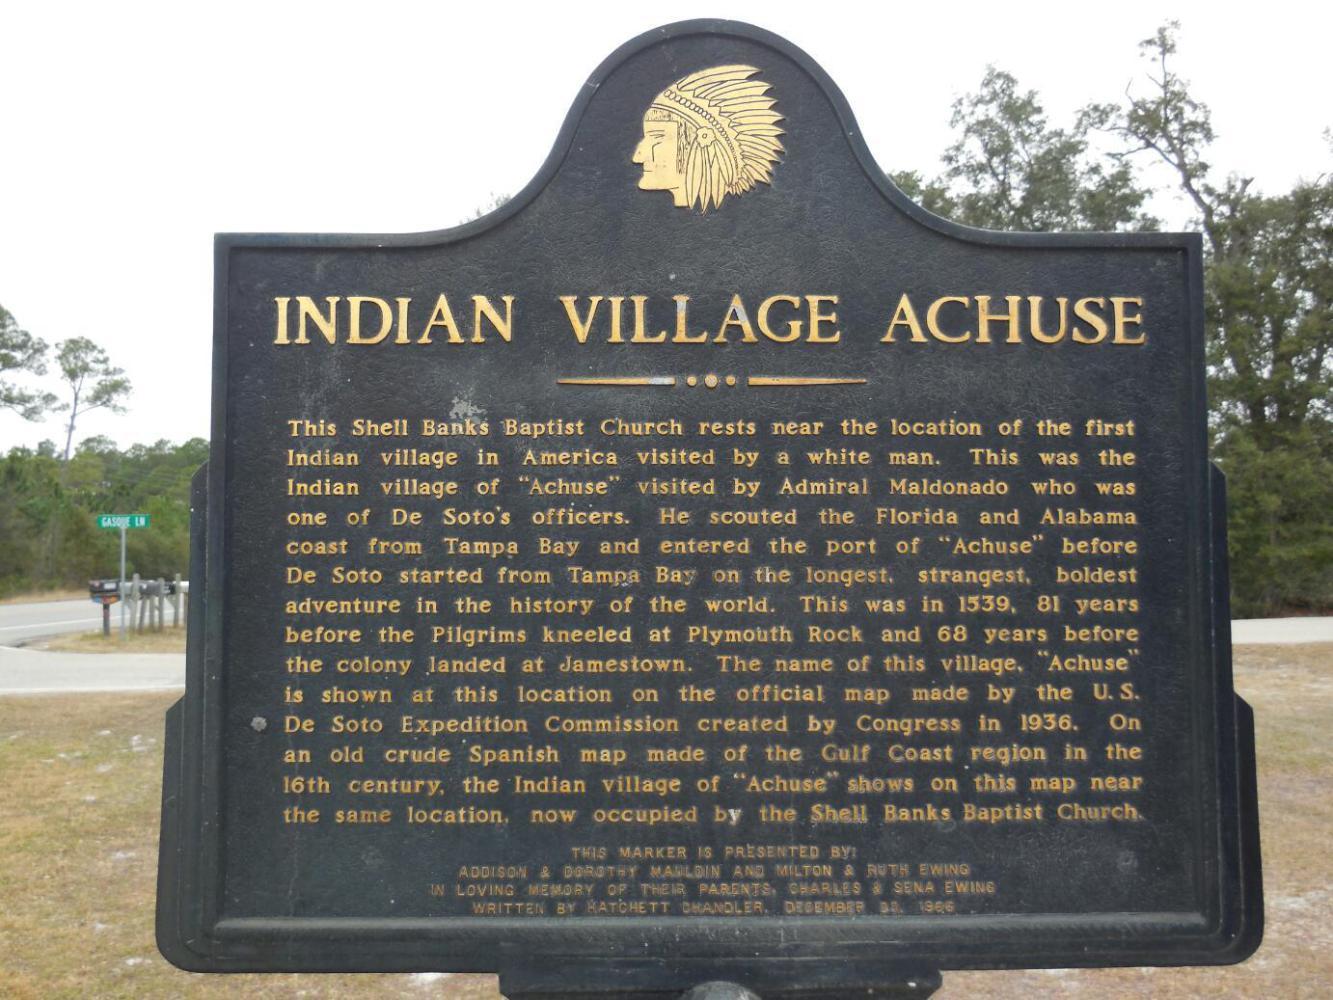 INDIAN VILLAGE ACHUSE
This Shell Banks Baptist Church rests near the location of the first
Indian village in America visited by a white man. This was the
Indian village of "Achuse" visited by Admiral Maldonado who was
one of De Soto's officers. He scouted the Florida and Alabama
coast from Tampa Bay and entered the port of "Achuse" before
De Soto started from Tampa Bay on the longest, strangest, boldest
adventure in the history of the world. This was in 1539, 81 years
before the Pilgrims kneeled at Plymouth Rock and 68 years before
the colony landed at Jamestown. The name of this village, "Achuse"
is shown at this location on the official map made by the U.S.
De Soto Expedition Commission created by Congress in 1936. On
an old crude Spanish map made of the Gulf Coast region in the
16th century, the Indian village of "Achuse" shows on this map near
the same location, now occupied by the Shell Banks Baptist Church.
THIS MARKER IS PRESENTED BY:
ADDISON & DOROTHY MAULDIN AND MILTON & RUTH EWING
IN LOVING MEMORY OF THEIR PARENTS, CHARLES & SENA EWING
WRITTEN BY HATCHETT CHANDLER, DECEMBER 1966
GASQUE LN